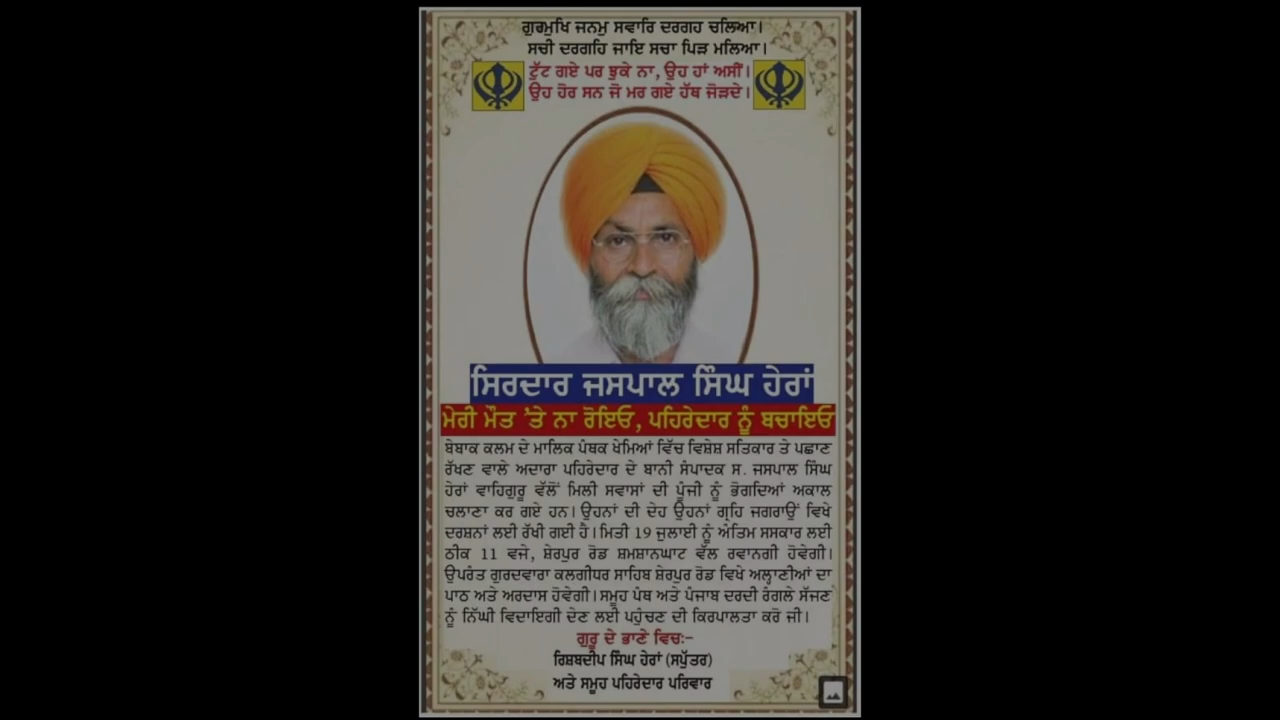 ਗੁਰਮੁਖਿ ਜਨਮੁ ਸਵਾਰਿ ਦਰਗਹ ਚਲਿਆ।
ਸਚੀ ਦਰਗਹਿ ਜਾਇ ਸਚਾ ਪਿੜ ਮਲਿਆ।
ਟੁੱਟ ਗਏ ਪਰ ਝੁਕੇ ਨਾ, ਉਹ ਹਾਂ ਅਸੀਂ।
ਉਹ ਹੋਰ ਸਨ ਜੋ ਮਰ ਗਏ ਹੱਥ ਜੋੜਦੇ।
ਸਿਰਦਾਰ ਜਸਪਾਲ ਸਿੰਘ ਹੇਰਾਂ
ਮੇਰੀ ਮੌਤ 'ਤੇ ਨਾ ਰੋਇਓ, ਪਹਿਰੇਦਾਰ ਨੂੰ ਬਚਾਇਓ
ਬੇਬਾਕ ਕਲਮ ਦੇ ਮਾਲਿਕ ਪੰਥਕ ਖੇਮਿਆਂ ਵਿੱਚ ਵਿਸ਼ੇਸ਼ ਸਤਿਕਾਰ ਤੇ ਪਛਾਣ
ਰੱਖਣ ਵਾਲੇ ਅਦਾਰਾ ਪਹਿਰੇਦਾਰ ਦੇ ਬਾਨੀ ਸੰਪਾਦਕ ਸ. ਜਸਪਾਲ ਸਿੰਘ
ਹੇਰਾਂ ਵਾਹਿਗੁਰੂ ਵੱਲੋਂ ਮਿਲੀ ਸਵਾਸਾਂ ਦੀ ਪੂੰਜੀ ਨੂੰ ਭੋਗਦਿਆਂ ਅਕਾਲ
ਚਲਾਣਾ ਕਰ ਗਏ ਹਨ। ਉਹਨਾਂ ਦੀ ਦੇਹ ਉਹਨਾਂ ਗ੍ਰਹਿ ਜਗਰਾਉਂ ਵਿਖੇ
ਦਰਸ਼ਨਾਂ ਲਈ ਰੱਖੀ ਗਈ ਹੈ। ਮਿਤੀ 19 ਜੁਲਾਈ ਨੂੰ ਅੰਤਿਮ ਸਸਕਾਰ ਲਈ
ਠੀਕ 11 ਵਜੇ, ਸ਼ੇਰਪੁਰ ਰੋਡ ਸ਼ਮਸ਼ਾਨਘਾਟ ਵੱਲ ਰਵਾਨਗੀ ਹੋਵੇਗੀ।
ਉਪਰੰਤ ਗੁਰਦਵਾਰਾ ਕਲਗੀਧਰ ਸਾਹਿਬ ਸ਼ੇਰਪੁਰ ਰੋਡ ਵਿਖੇ ਅਲ੍ਹਾਣੀਆਂ ਦਾ
ਪਾਠ ਅਤੇ ਅਰਦਾਸ ਹੋਵੇਗੀ। ਸਮੂਹ ਪੰਥ ਅਤੇ ਪੰਜਾਬ ਦਰਦੀ ਰੰਗਲੇ ਸੱਜਣ
ਨੂੰ ਨਿੱਘੀ ਵਿਦਾਇਗੀ ਦੇਣ ਲਈ ਪਹੁੰਚਣ ਦੀ ਕਿਰਪਾਲਤਾ ਕਰੋ ਜੀ।
ਗੁਰੂ ਦੇ ਭਾਣੇ ਵਿਚ:-
ਰਿਸ਼ਬਦੀਪ ਸਿੰਘ ਹੇਰਾਂ (ਸਪੁੱਤਰ)
ਅਤੇ ਸਮੂਹ ਪਹਿਰੇਦਾਰ ਪਰਿਵਾਰ